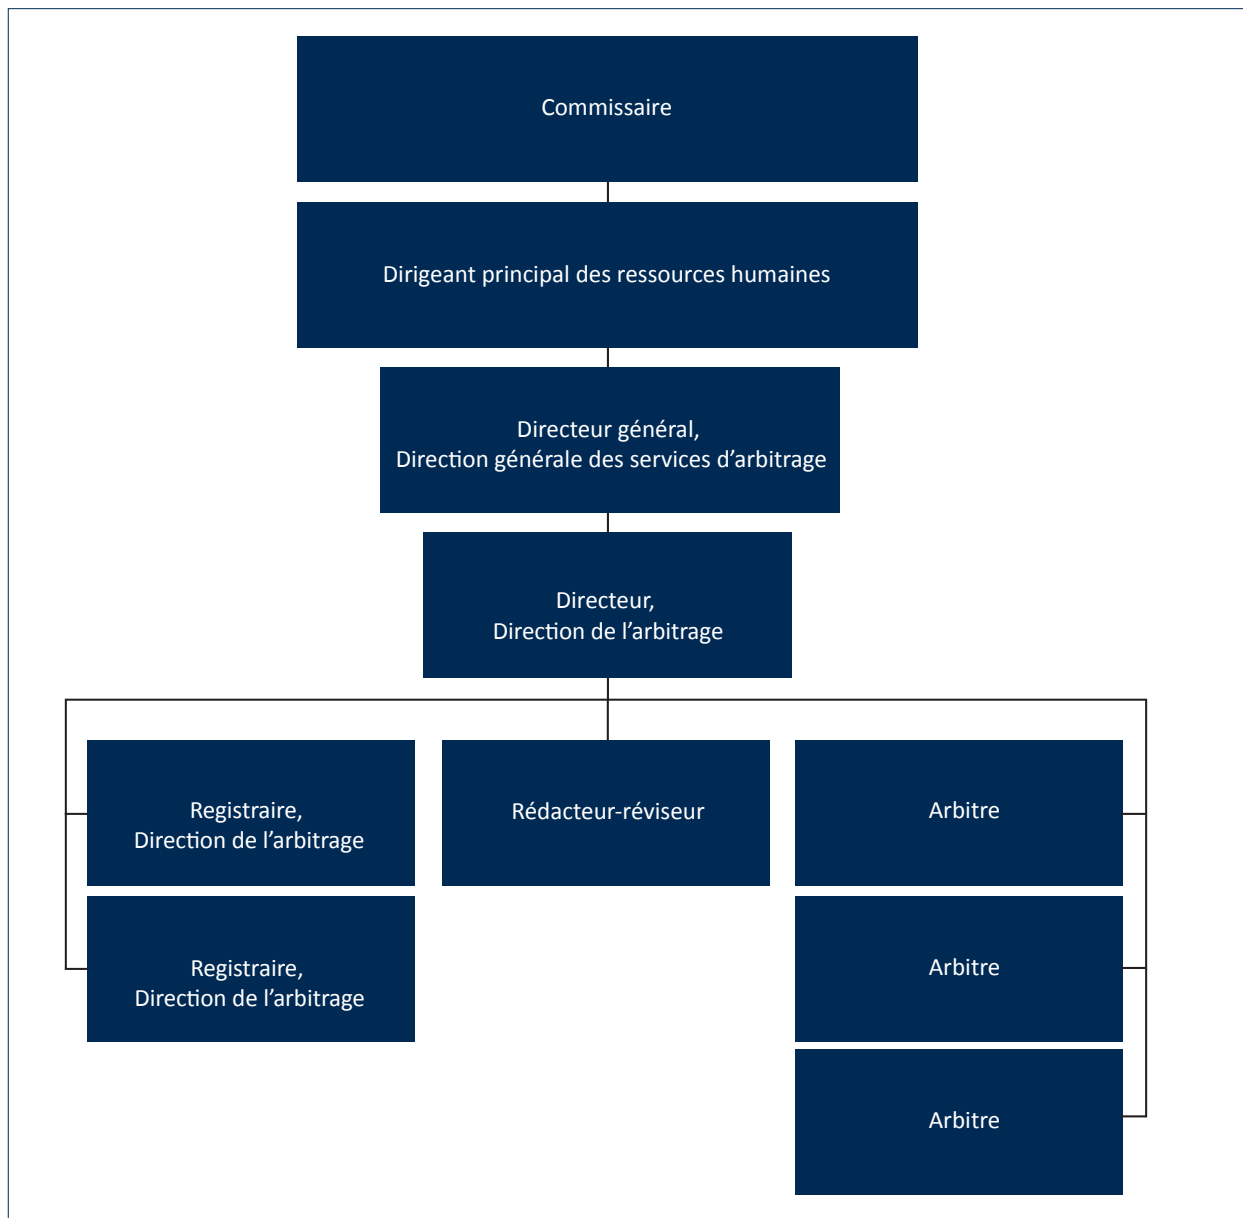 Commissaire
Dirigeant principal des ressources humaines
Directeur général,
Direction générale des services d’arbitrage
Directeur,
Direction de l’arbitrage
Registraire,
Direction de l’arbitrage
Rédacteur-réviseur
Arbitre
Registraire,
Direction de l’arbitrage
Arbitre
Arbitre